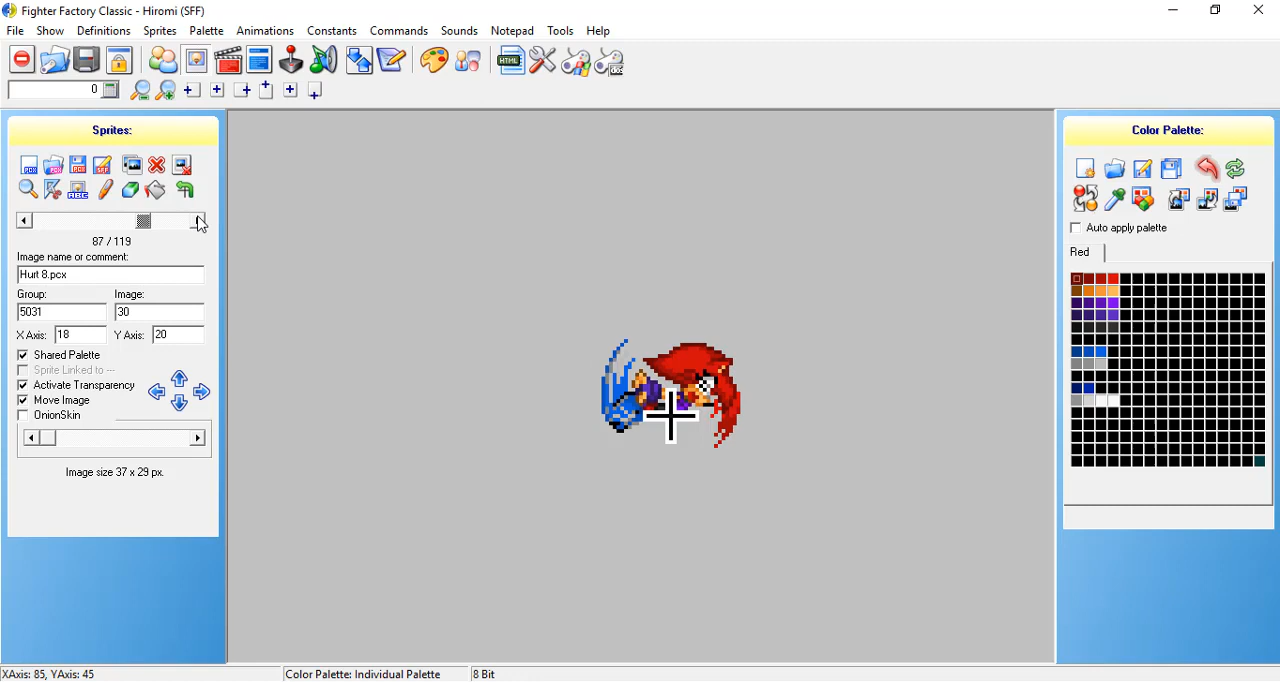 Fighter Factory Classic - Hiromi (SFF)
File Show Definitions Sprites Palette Animations Constants Commands Sounds Notepad Tools Help
HTML
0
Sprites:
Color Palette:
ABC
87 / 119
Auto apply palette
Image name or comment:
Red
Hurt 8.pcx
Group: Image:
5031 30
X Axis: 18 Y Axis: 20
Shared Palette
Sprite Linked to ---
Activate Transparency
Move Image
OnionSkin
Image size 37 x 29 px.
XAxis: 85, YAxis: 45 Color Palette: Individual Palette 8 Bit